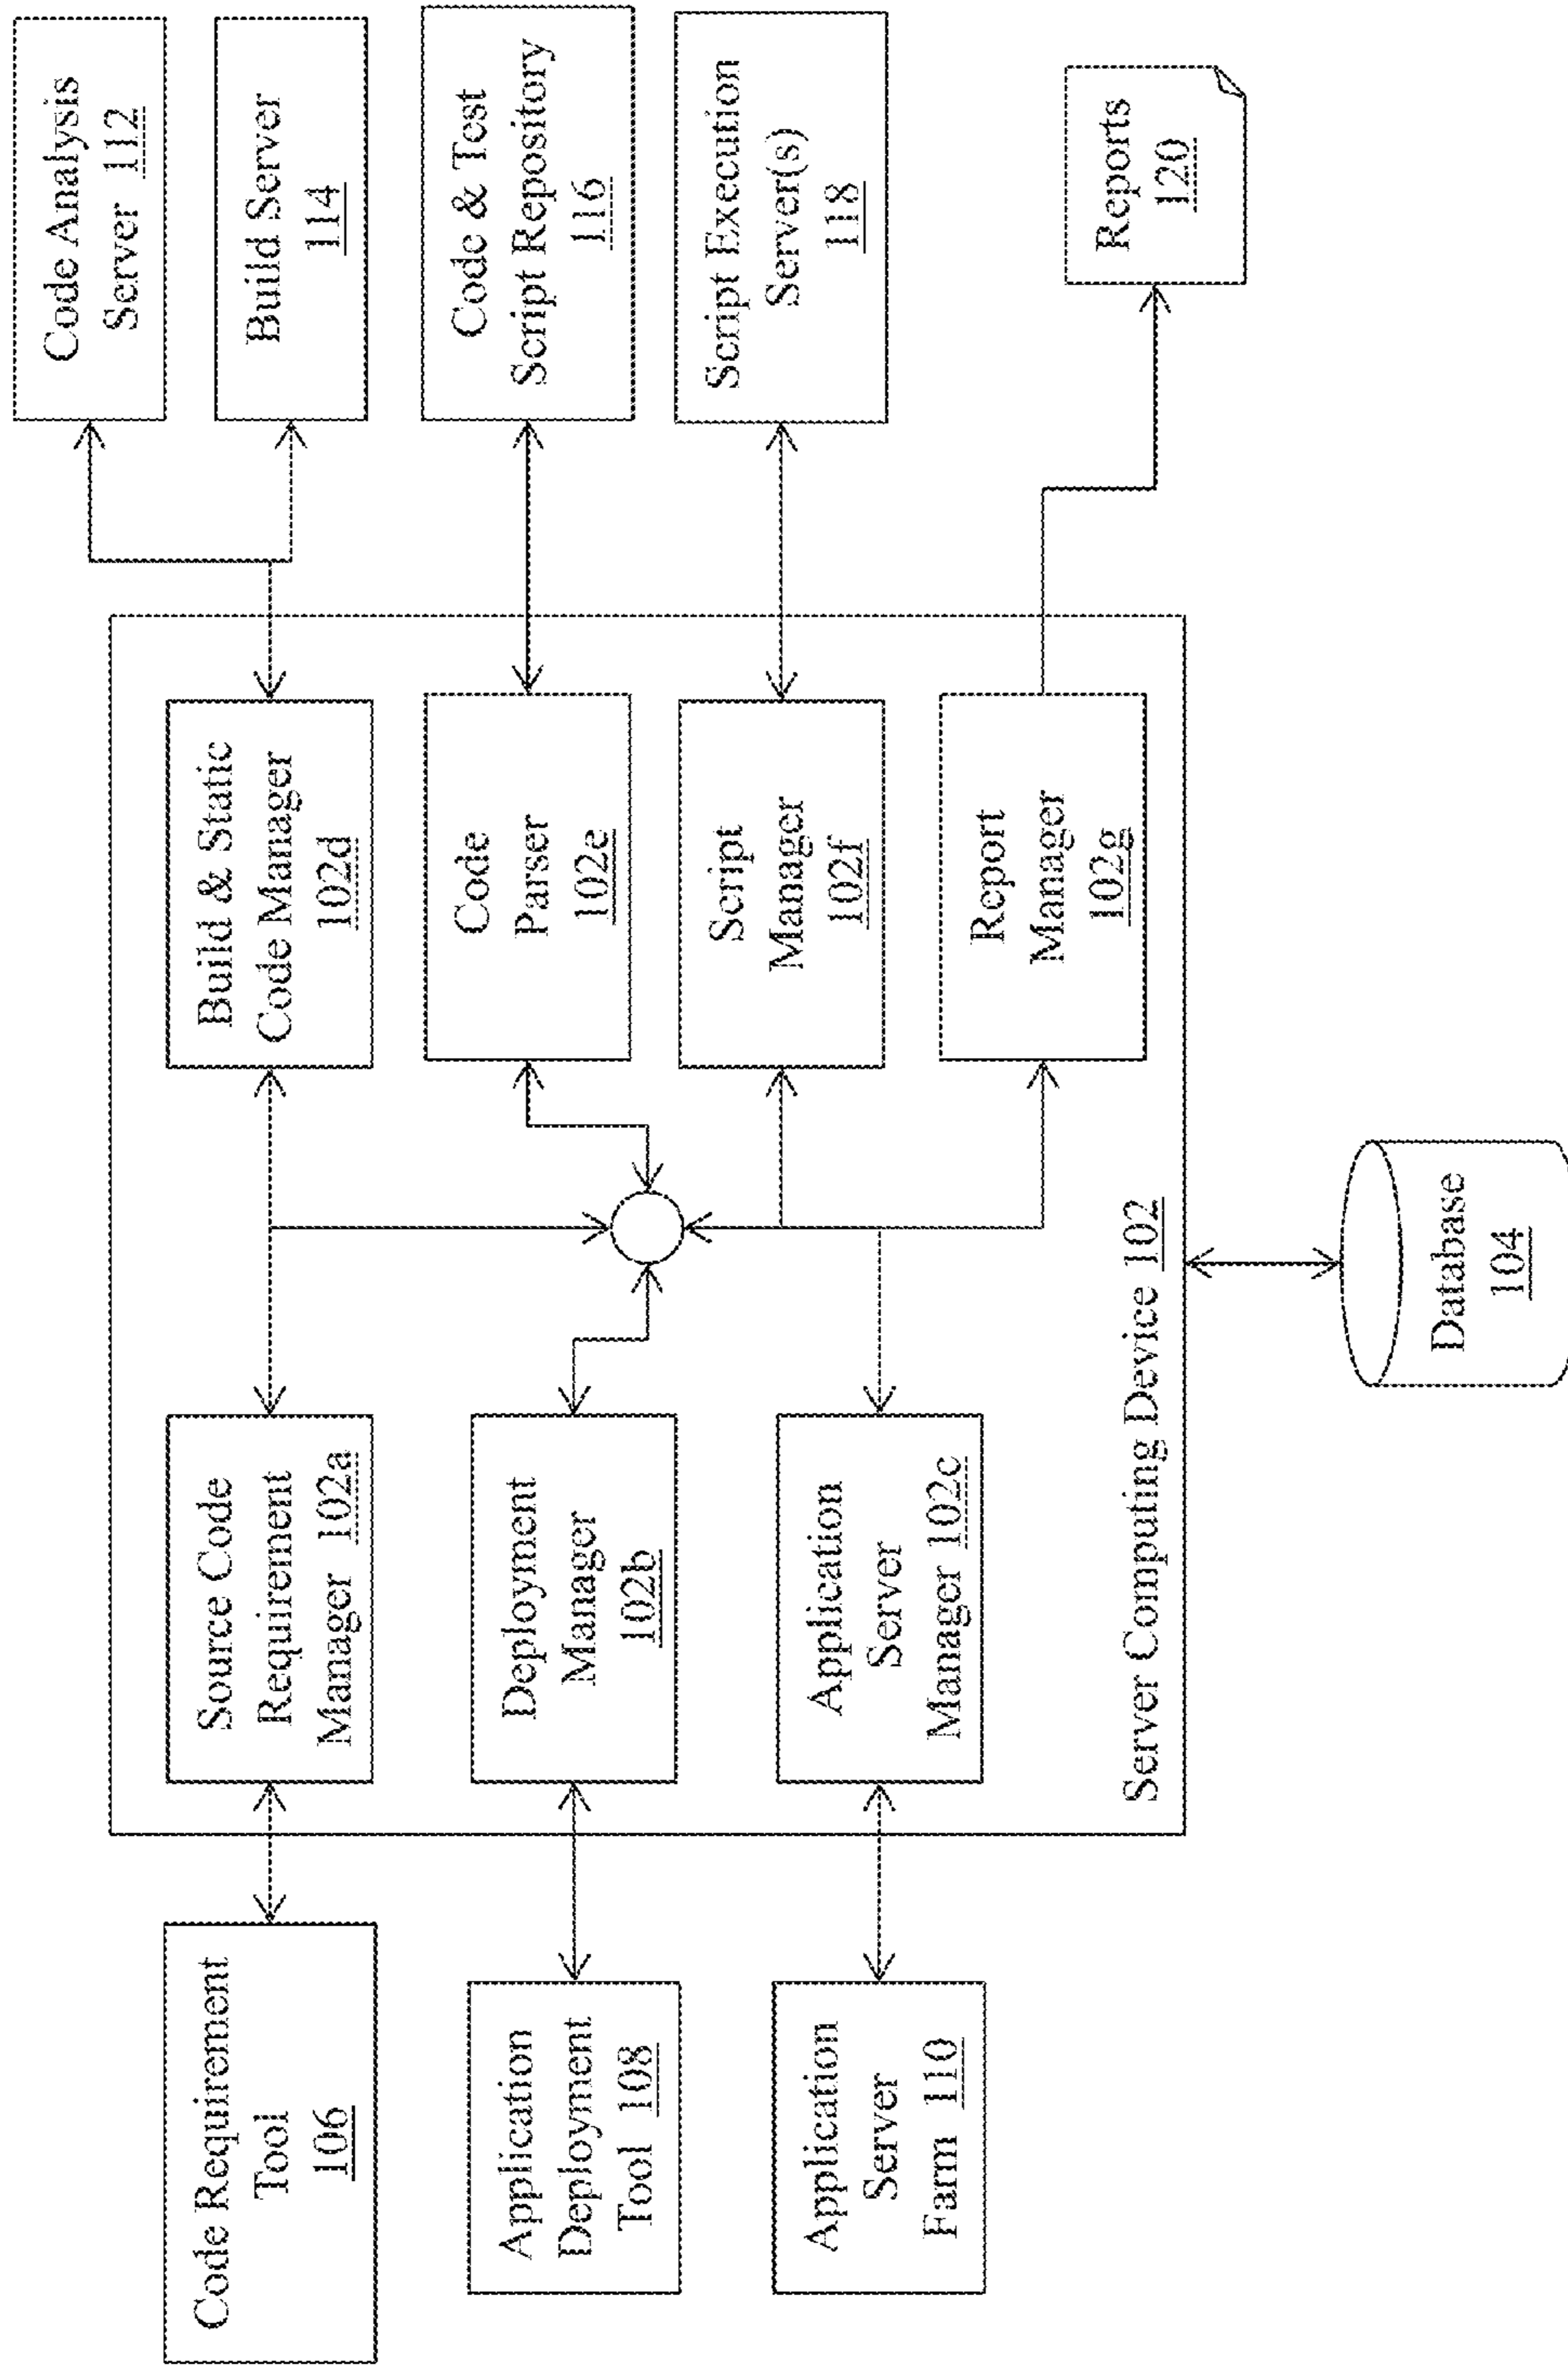 Code Requirement
Tool
106
Application
Deployment
Tool 108
Application
Server
Farm 110
Source Code
Requirement
Manager 102a
Deployment
Manager
102b
Application
Server
Manager 102c
Build & Static
Code Manager
102d
Code
Parser
102e
Script
Manager
102f
Report
Manager
102g
Server Computing Device 102
Code Analysis
Server 112
Build Server
114
Code & Test
Script Repository
116
Script Execution
Server(s)
118
Reports
120
Database
104